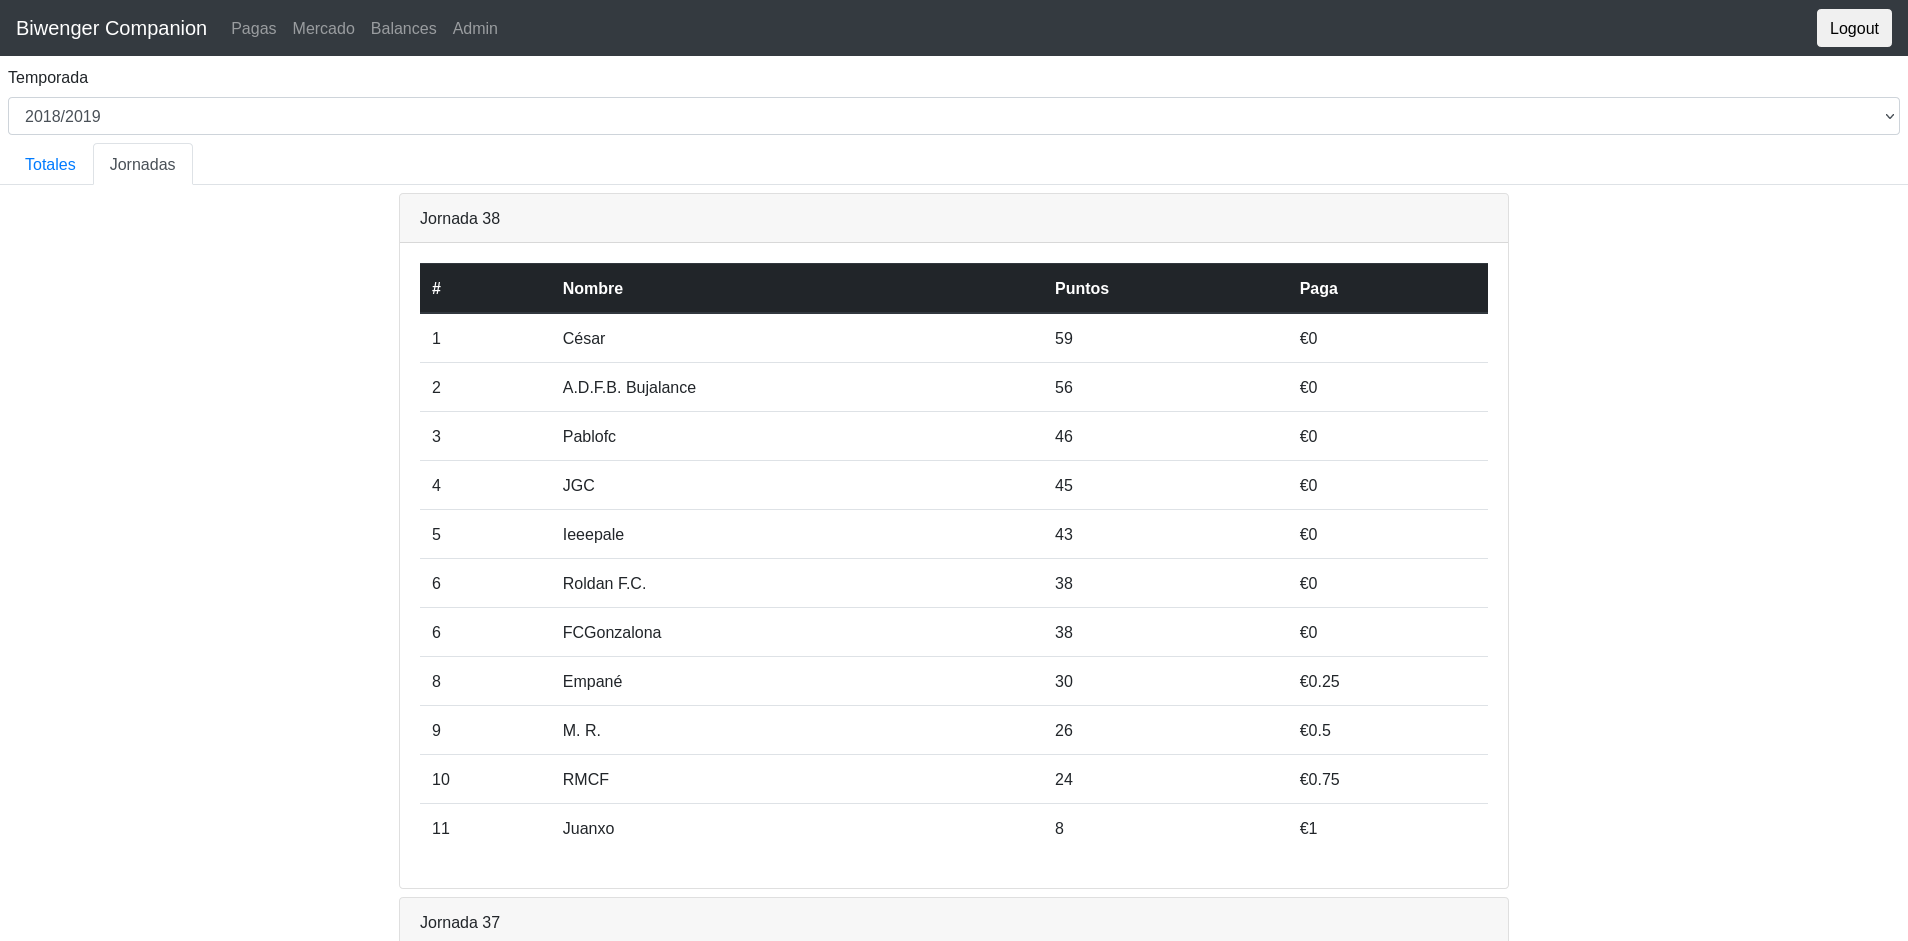 Biwenger Companion Pagas Mercado Balances Admin Logout
Temporada
2018/2019
Totales Jornadas
Jornada 38
# Nombre Puntos Paga
1 César 59 €0
2 A.D.F.B. Bujalance 56 €0
3 Pablofc 46 €0
4 JGC 45 €0
5 Ieeepale 43 €0
6 Roldan F.C. 38 €0
6 FCGonzalona 38 €0
8 Empané 30 €0.25
9 M. R. 26 €0.5
10 RMCF 24 €0.75
11 Juanxo 8 €1
Jornada 37